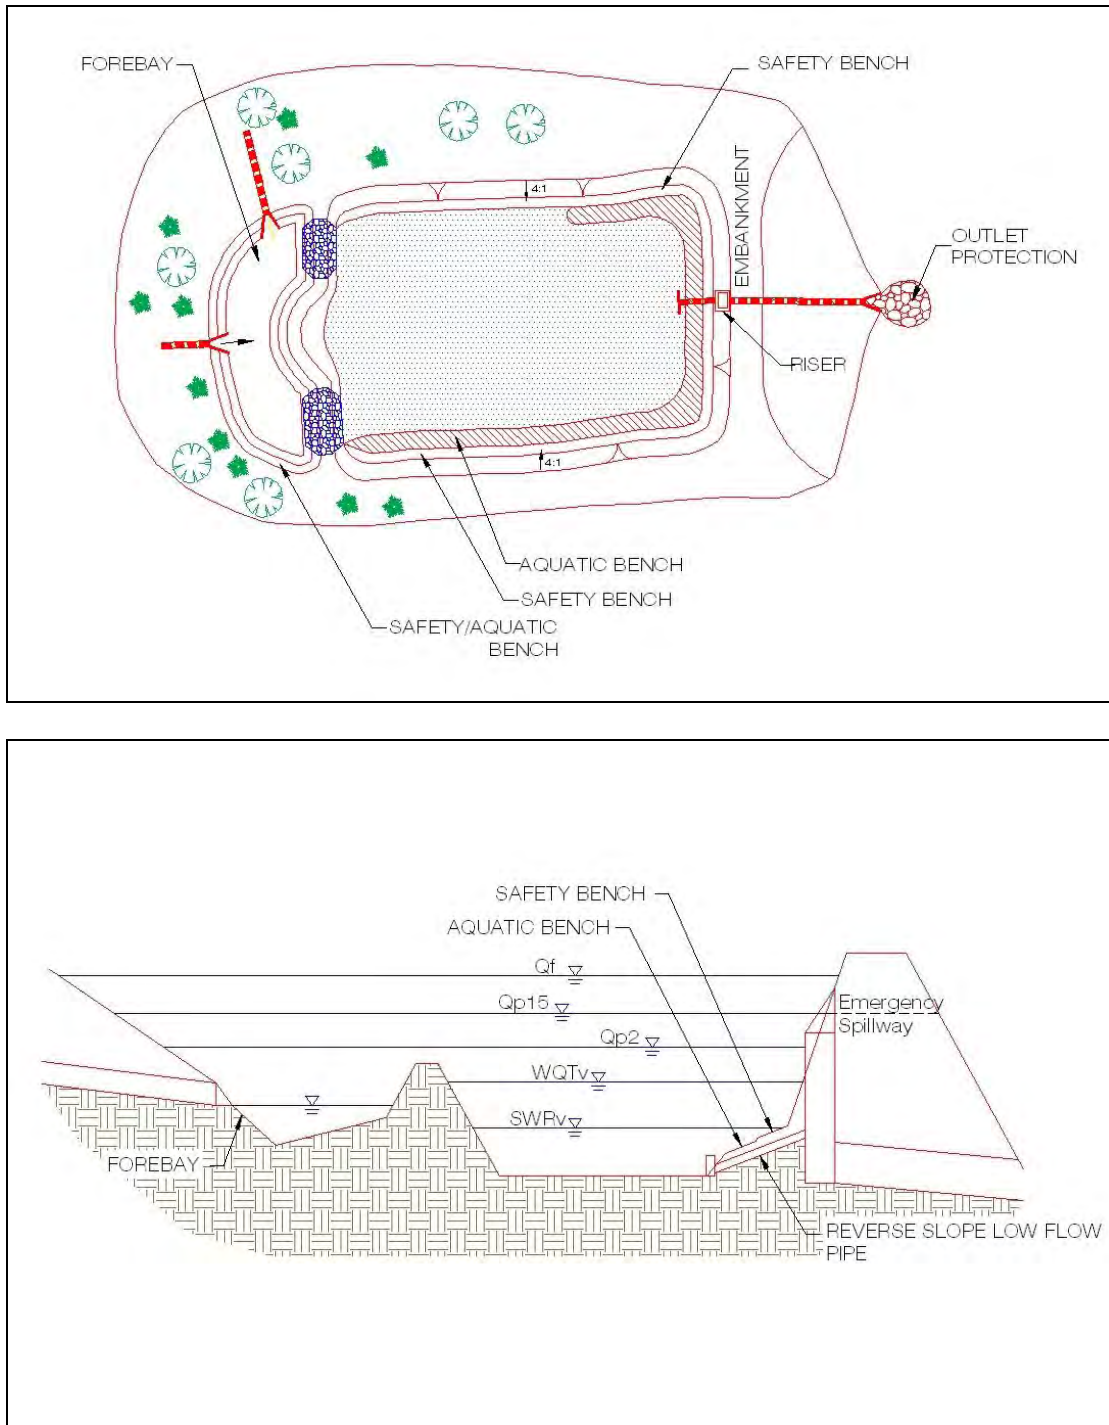 FOREBAY
SAFETY BENCH
4:1
EMBANKMENT
OUTLET
PROTECTION
RISER
4:1
AQUATIC BENCH
SAFETY BENCH
SAFETY/AQUATIC
BENCH
SAFETY BENCH
AQUATIC BENCH
Qf
Qp15
Emergency
Spillway
Qp2
WQTv
SWRv
FOREBAY
REVERSE SLOPE LOW FLOW
PIPE